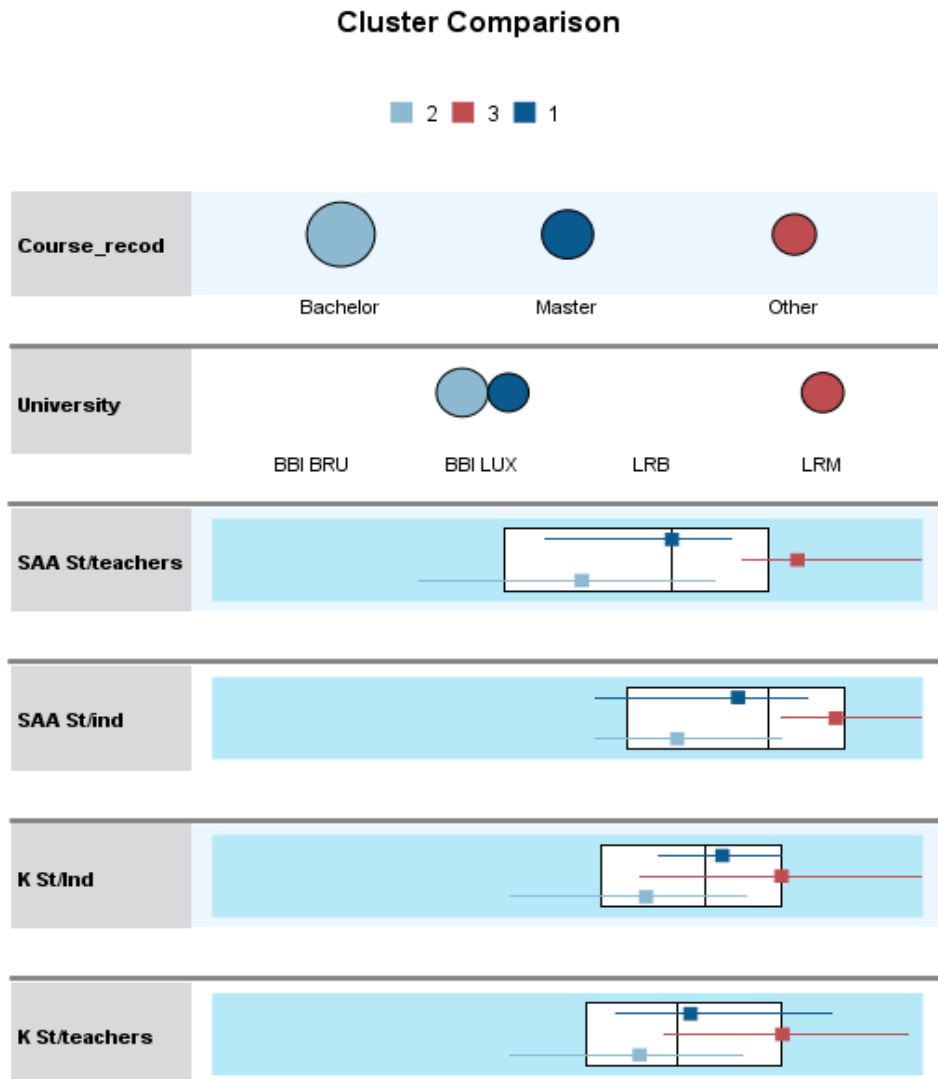 Cluster Comparison
2 3 1
Course_recod
Bachelor Master Other
University
BBI BRU BBI LUX LRB LRM
SAA St/teachers
SAA St/ind
K St/Ind
K St/teachers